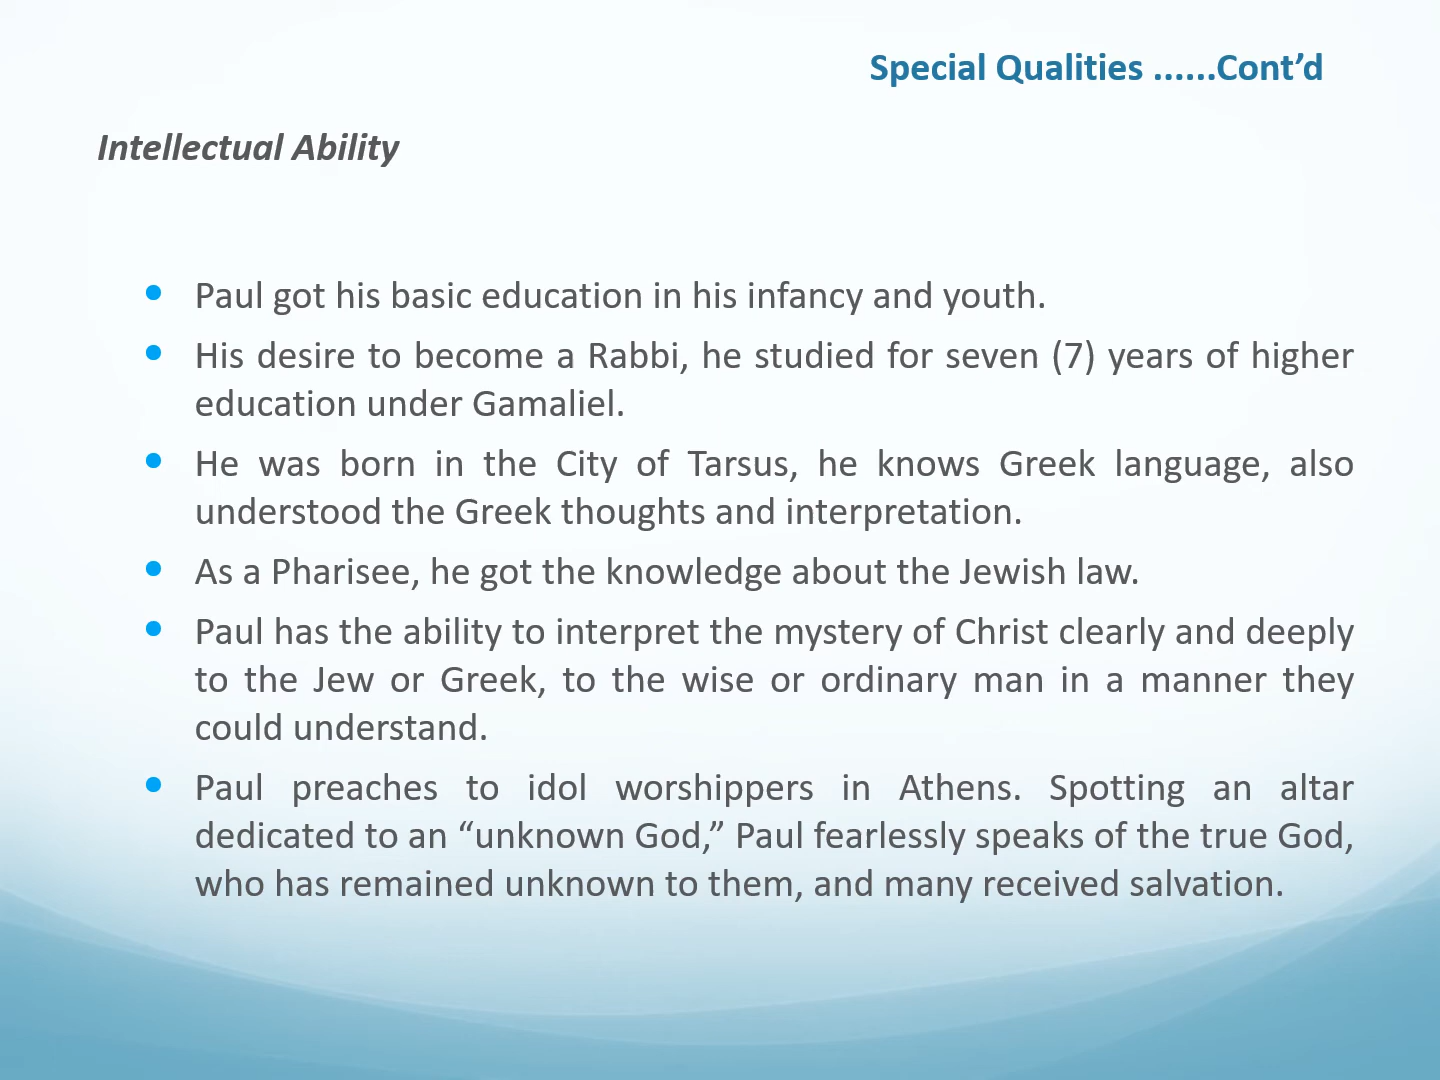 Special Qualities ......Cont’d
Intellectual Ability
• Paul got his basic education in his infancy and youth.
• His desire to become a Rabbi, he studied for seven (7) years of higher
education under Gamaliel.
• He was born in the City of Tarsus, he knows Greek language, also
understood the Greek thoughts and interpretation.
• As a Pharisee, he got the knowledge about the Jewish law.
• Paul has the ability to interpret the mystery of Christ clearly and deeply
to the Jew or Greek, to the wise or ordinary man in a manner they
could understand.
• Paul preaches to idol worshippers in Athens. Spotting an altar
dedicated to an “unknown God,” Paul fearlessly speaks of the true God,
who has remained unknown to them, and many received salvation.